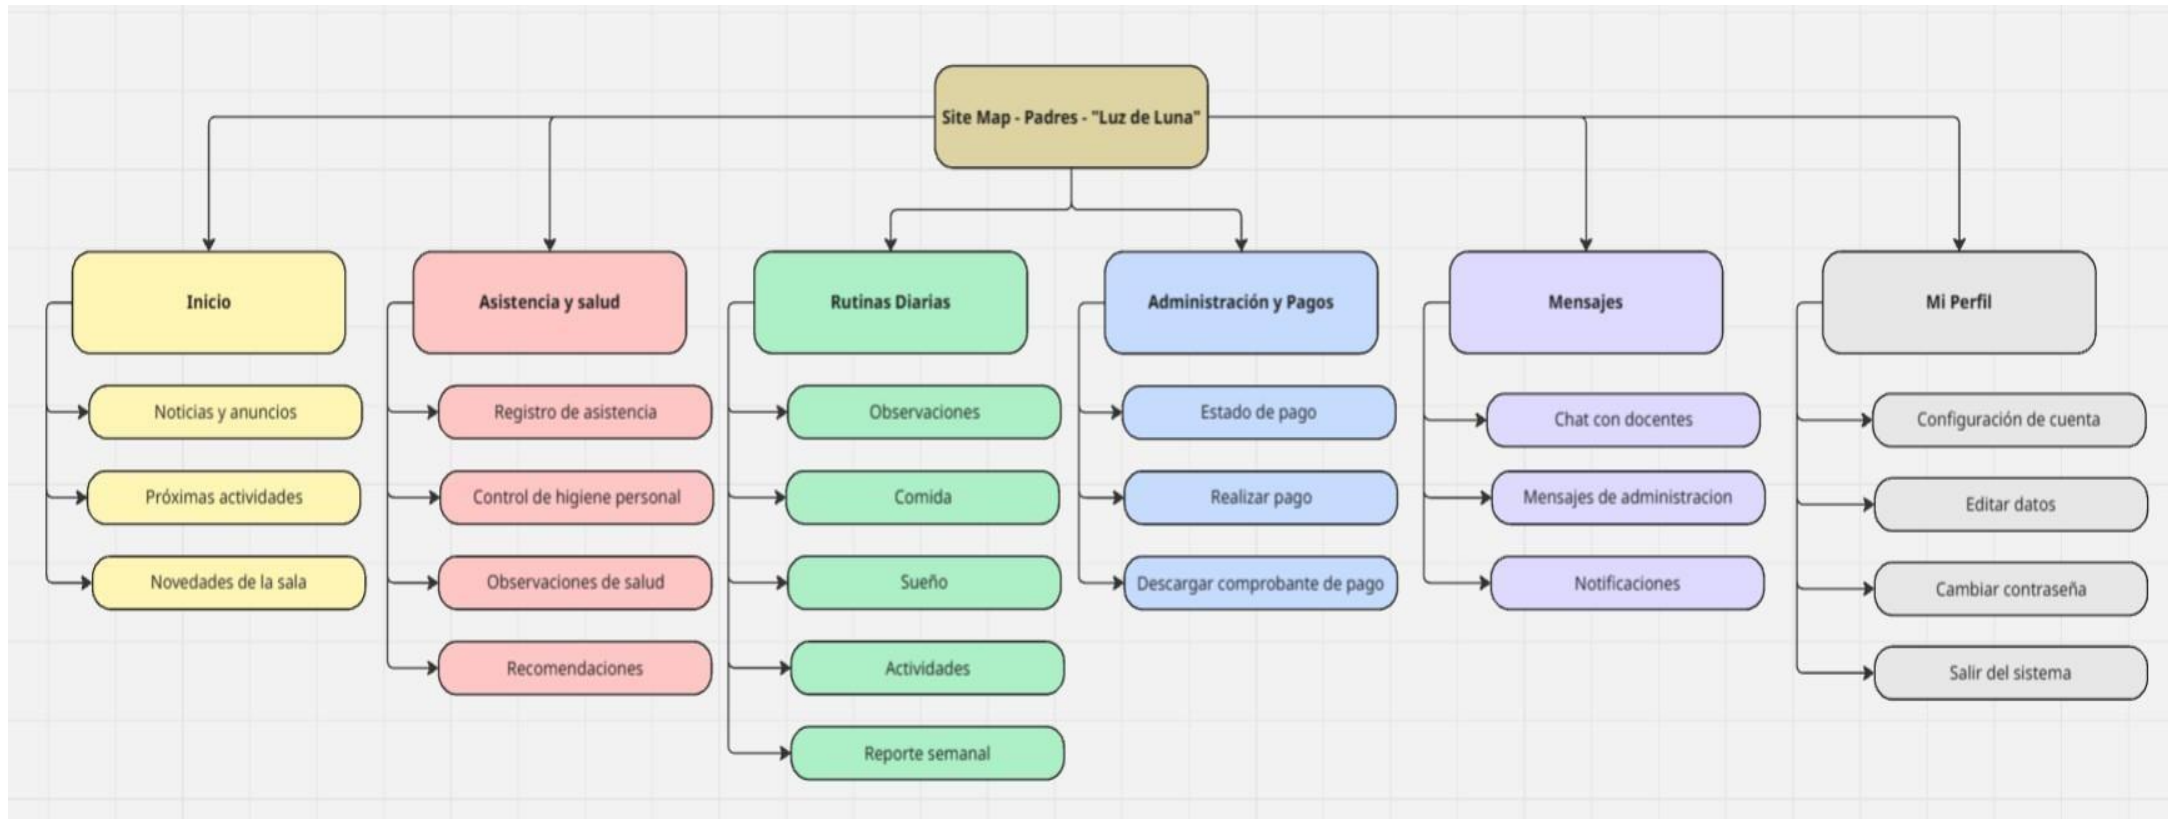 Site Map - Padres - "Luz de Luna"
Inicio
Noticias y anuncios
Próximas actividades
Novedades de la sala
Asistencia y salud
Registro de asistencia
Control de higiene personal
Observaciones de salud
Recomendaciones
Rutinas Diarias
Observaciones
Comida
Sueño
Actividades
Reporte semanal
Administración y Pagos
Estado de pago
Realizar pago
Descargar comprobante de pago
Mensajes
Chat con docentes
Mensajes de administracion
Notificaciones
Mi Perfil
Configuración de cuenta
Editar datos
Cambiar contraseña
Salir del sistema